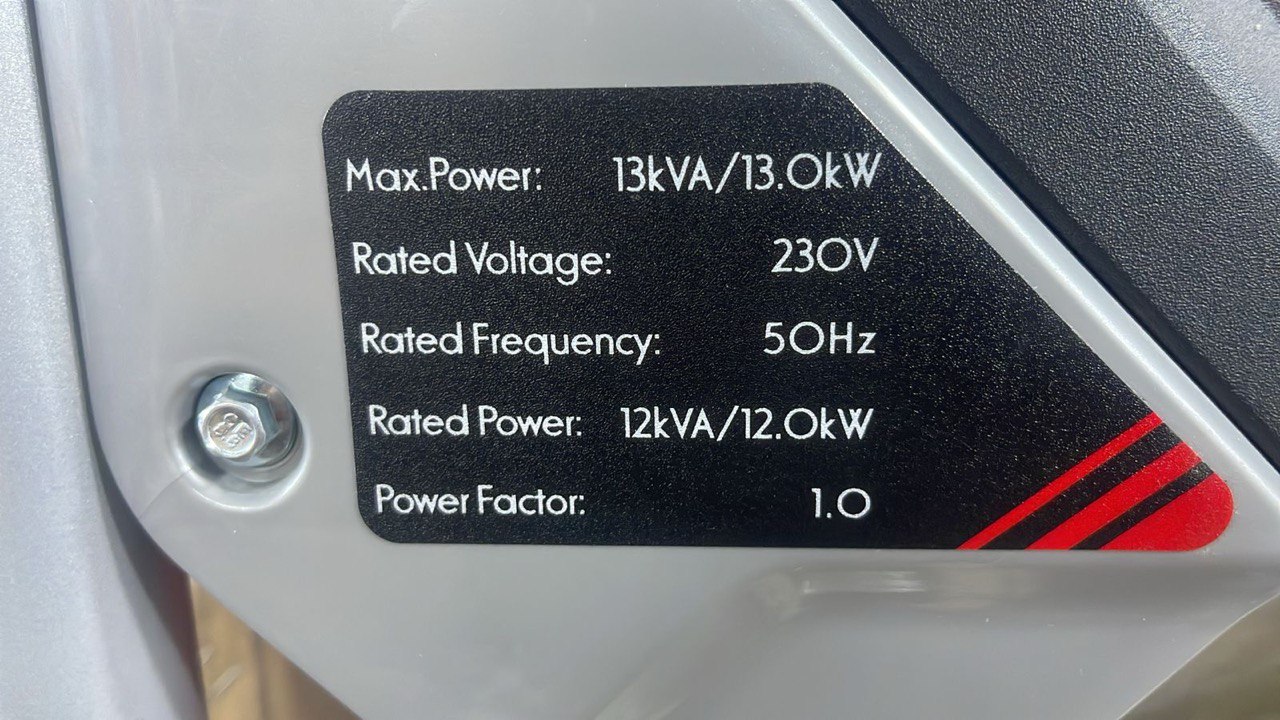 Max.Power: 13kVA/13.0kW
Rated Voltage: 230V
Rated Frequency: 50Hz
Rated Power: 12kVA/12.0kW
Power Factor: 1.0